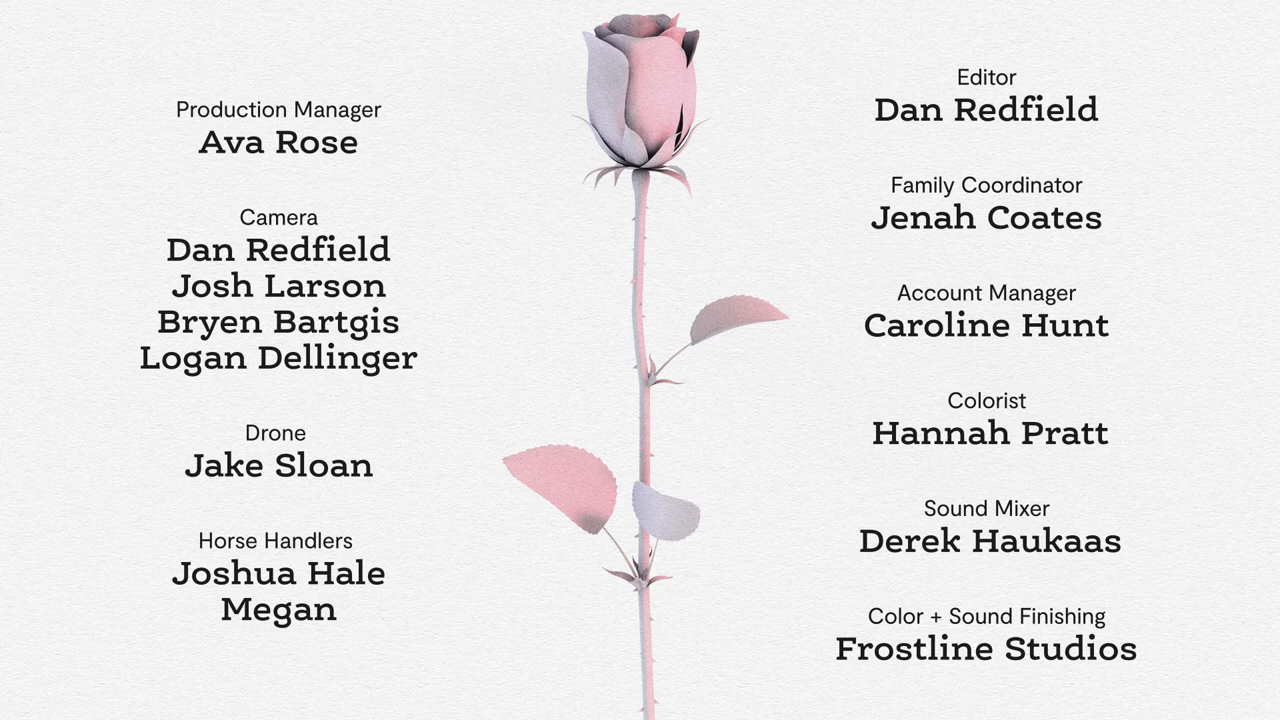 Production Manager
Ava Rose
Camera
Dan Redfield
Josh Larson
Bryen Bartgis
Logan Dellinger
Drone
Jake Sloan
Horse Handlers
Joshua Hale
Megan
Editor
Dan Redfield
Family Coordinator
Jenah Coates
Account Manager
Caroline Hunt
Colorist
Hannah Pratt
Sound Mixer
Derek Haukaas
Color + Sound Finishing
Frostline Studios